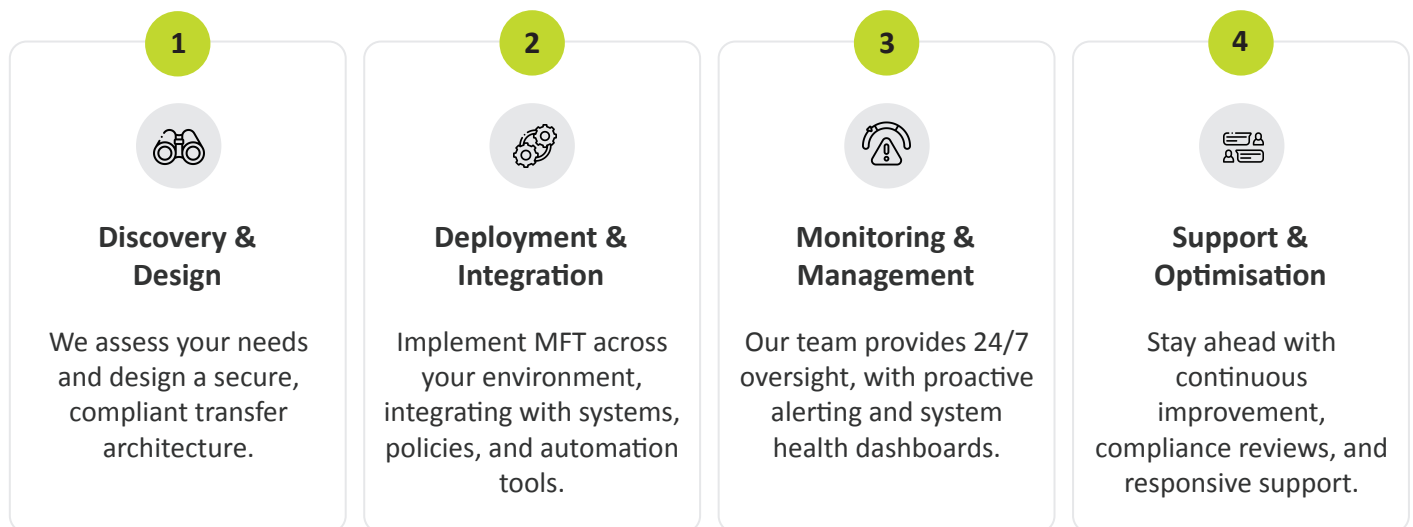 1
Discovery &
Design
We assess your needs
and design a secure,
compliant transfer
architecture.
2
Deployment &
Integration
Implement MFT across
your environment,
integrating with systems,
policies, and automation
tools.
3
Monitoring &
Management
Our team provides 24/7
oversight, with proactive
alerting and system
health dashboards.
4
Support &
Optimisation
Stay ahead with
continuous
improvement,
compliance reviews, and
responsive support.